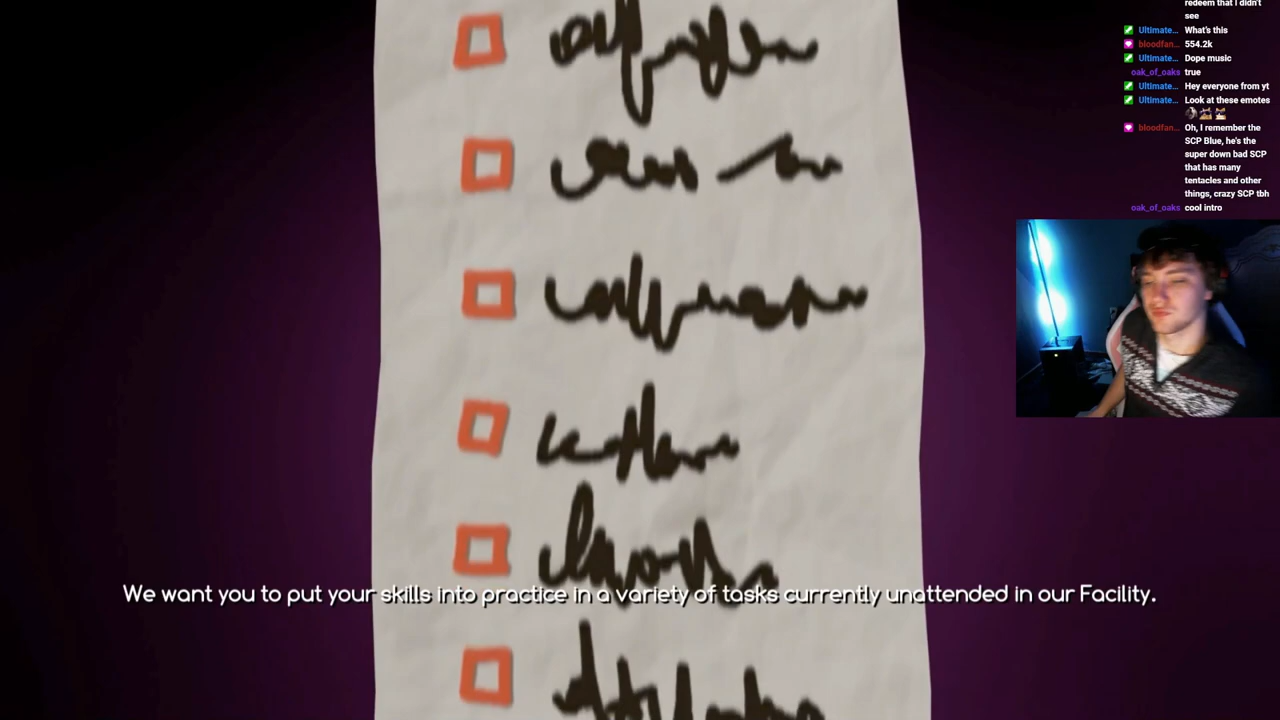 redeem that I didn't
see
Ultimate... What's this
bloodfan... 554.2k
Ultimate... Dope music
oak_of_oaks true
Ultimate... Hey everyone from yt
Ultimate... Look at these emotes
bloodfan... Oh, I remember the
SCP Blue, he's the
super down bad SCP
that has many
tentacles and other
things, crazy SCP tbh
oak_of_oaks cool intro
We want you to put your skills into practice in a variety of tasks currently unattended in our Facility.